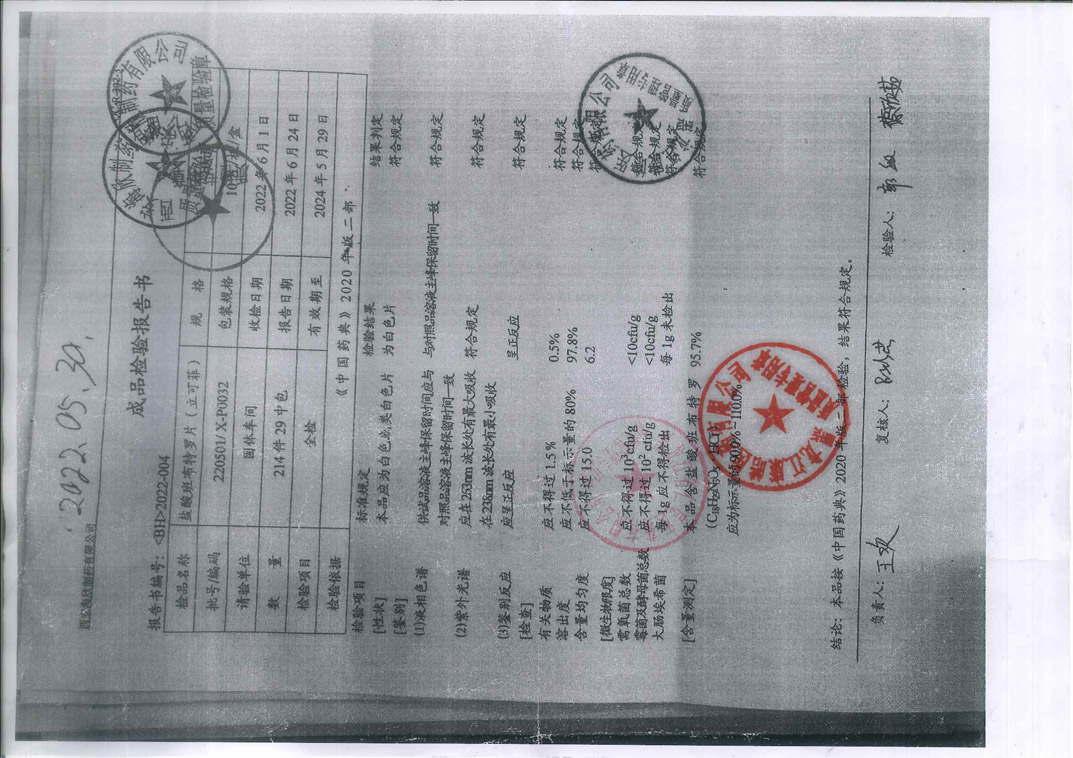 2022.05.30.
成品检验报告书
报告书编号：<BH>2022-004
检品名称 盐酸班布特罗片（立可菲） 规格
批号/编码 220501/X-P0032 包装规格
请验单位 固体车间 收检日期 2022年6月1日
数量 214件29中包 报告日期 2022年6月24日
检验项目 全检 有效期至 2024年5月29日
检验依据 《中国药典》2020年版二部
检验项目 标准规定 检验结果 结果判定
[性状] 本品应为白色或类白色片 为白色片 符合规定
[鉴别]
(1)液相色谱 供试品溶液主峰保留时间应与 与对照品溶液主峰保留时间一致 符合规定
对照品溶液主峰保留时间一致
(2)紫外光谱 应在263nm波长处有最大吸收 符合规定 符合规定
在238nm波长处有最小吸收
(3)鉴别反应 应呈正反应 呈正反应 符合规定
[检查]
有关物质 应不得过1.5% 0.5% 符合规定
溶出度 应不低于标示量的80% 97.8% 符合规定
含量均匀度 应不得过15.0 6.2
[微生物限度]
需氧菌总数 应不得过10³cfu/g <10cfu/g
霉菌及酵母菌总数 应不得过10²cfu/g <10cfu/g
大肠埃希菌 每1g应不得检出 每1g未检出
[含量测定] 本品含盐酸班布特罗 95.7% 符合规定
应为标示量的90.0%~110.0%
结论：本品按《中国药典》2020年版二部检验，结果符合规定。
负责人：王欢 复核人： 检验人：